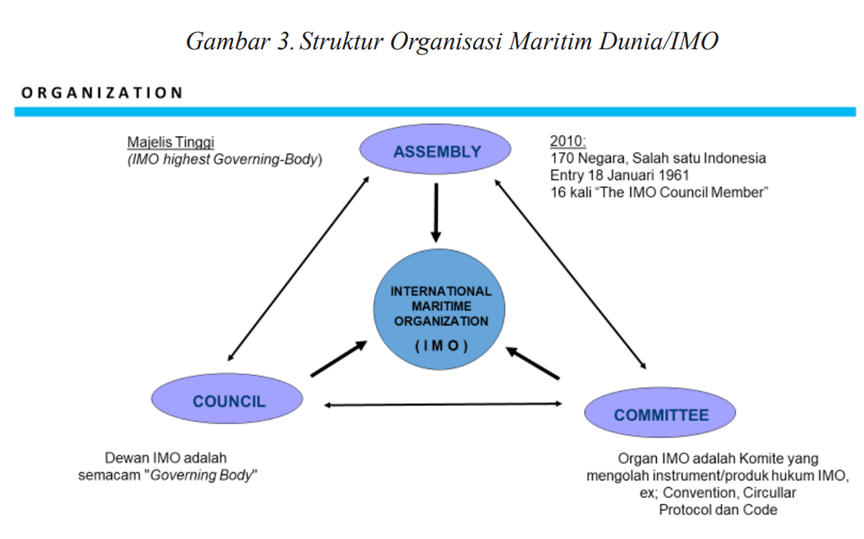 Gambar 3. Struktur Organisasi Maritim Dunia/IMO
ORGANIZATION
Majelis Tinggi
(IMO highest Governing-Body)
ASSEMBLY
2010:
170 Negara, Salah satu Indonesia
Entry 18 Januari 1961
16 kali “The IMO Council Member”
INTERNATIONAL
MARITIME
ORGANIZATION
( I M O )
COUNCIL
COMMITTEE
Dewan IMO adalah
semacam "Governing Body"
Organ IMO adalah Komite yang
mengolah instrument/produk hukum IMO,
ex; Convention, Circullar
Protocol dan Code